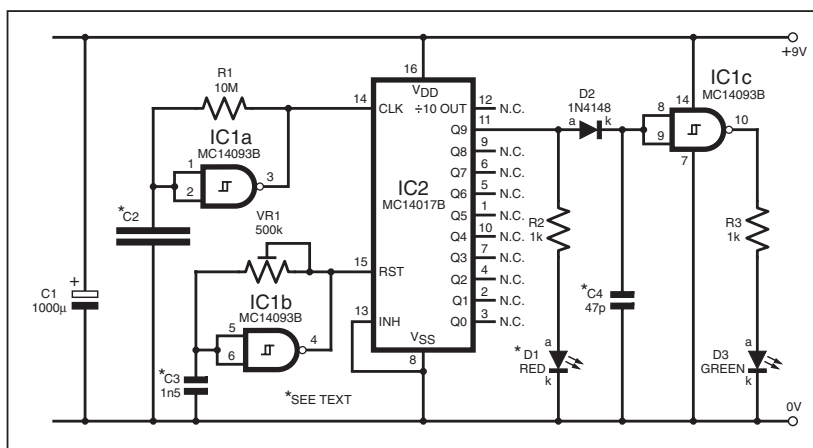 +9V
R1
10M
IC1a
MC14093B
1
2
3
*C2
VR1
500k
IC1b
MC14093B
5
6
4
C1
1000µ
+
*C3
1n5
*SEE TEXT
16
VDD
14 CLK
÷10 OUT 12 N.C.
Q9 11
Q8 9 N.C.
Q7 6 N.C.
IC2
MC14017B
Q6 5 N.C.
Q5 1 N.C.
Q4 10 N.C.
15 RST
Q3 7 N.C.
Q2 4 N.C.
13 INH
Q1 2 N.C.
Q0 3 N.C.
VSS
8
D2
1N4148
a k
R2
1k
*C4
47p
*D1
RED
a
k
IC1c
MC14093B
14
8
9
10
7
R3
1k
D3
GREEN
a
k
0V